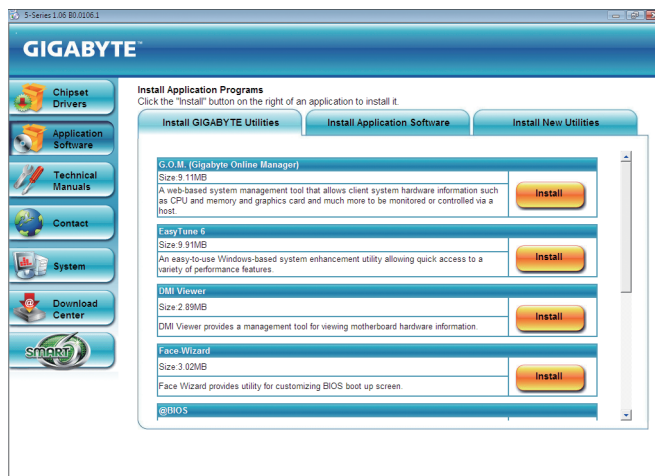 5-Series 1.06 B0.0106.1
GIGABYTE™
Chipset
Drivers
Application
Software
Technical
Manuals
Contact
System
Download
Center
SMART
Install Application Programs
Click the "Install" button on the right of an application to install it.
Install GIGABYTE Utilities
Install Application Software
Install New Utilities
G.O.M. (Gigabyte Online Manager)
Size:9.11MB
A web-based system management tool that allows client system hardware information such
as CPU and memory and graphics card and much more to be monitored or controlled via a
host.
Install
EasyTune 6
Size:9.91MB
An easy-to-use Windows-based system enhancement utility allowing quick access to a
variety of performance features.
Install
DMI Viewer
Size:2.89MB
DMI Viewer provides a management tool for viewing motherboard hardware information.
Install
Face-Wizard
Size:3.02MB
Face Wizard provides utility for customizing BIOS boot up screen.
Install
@BIOS